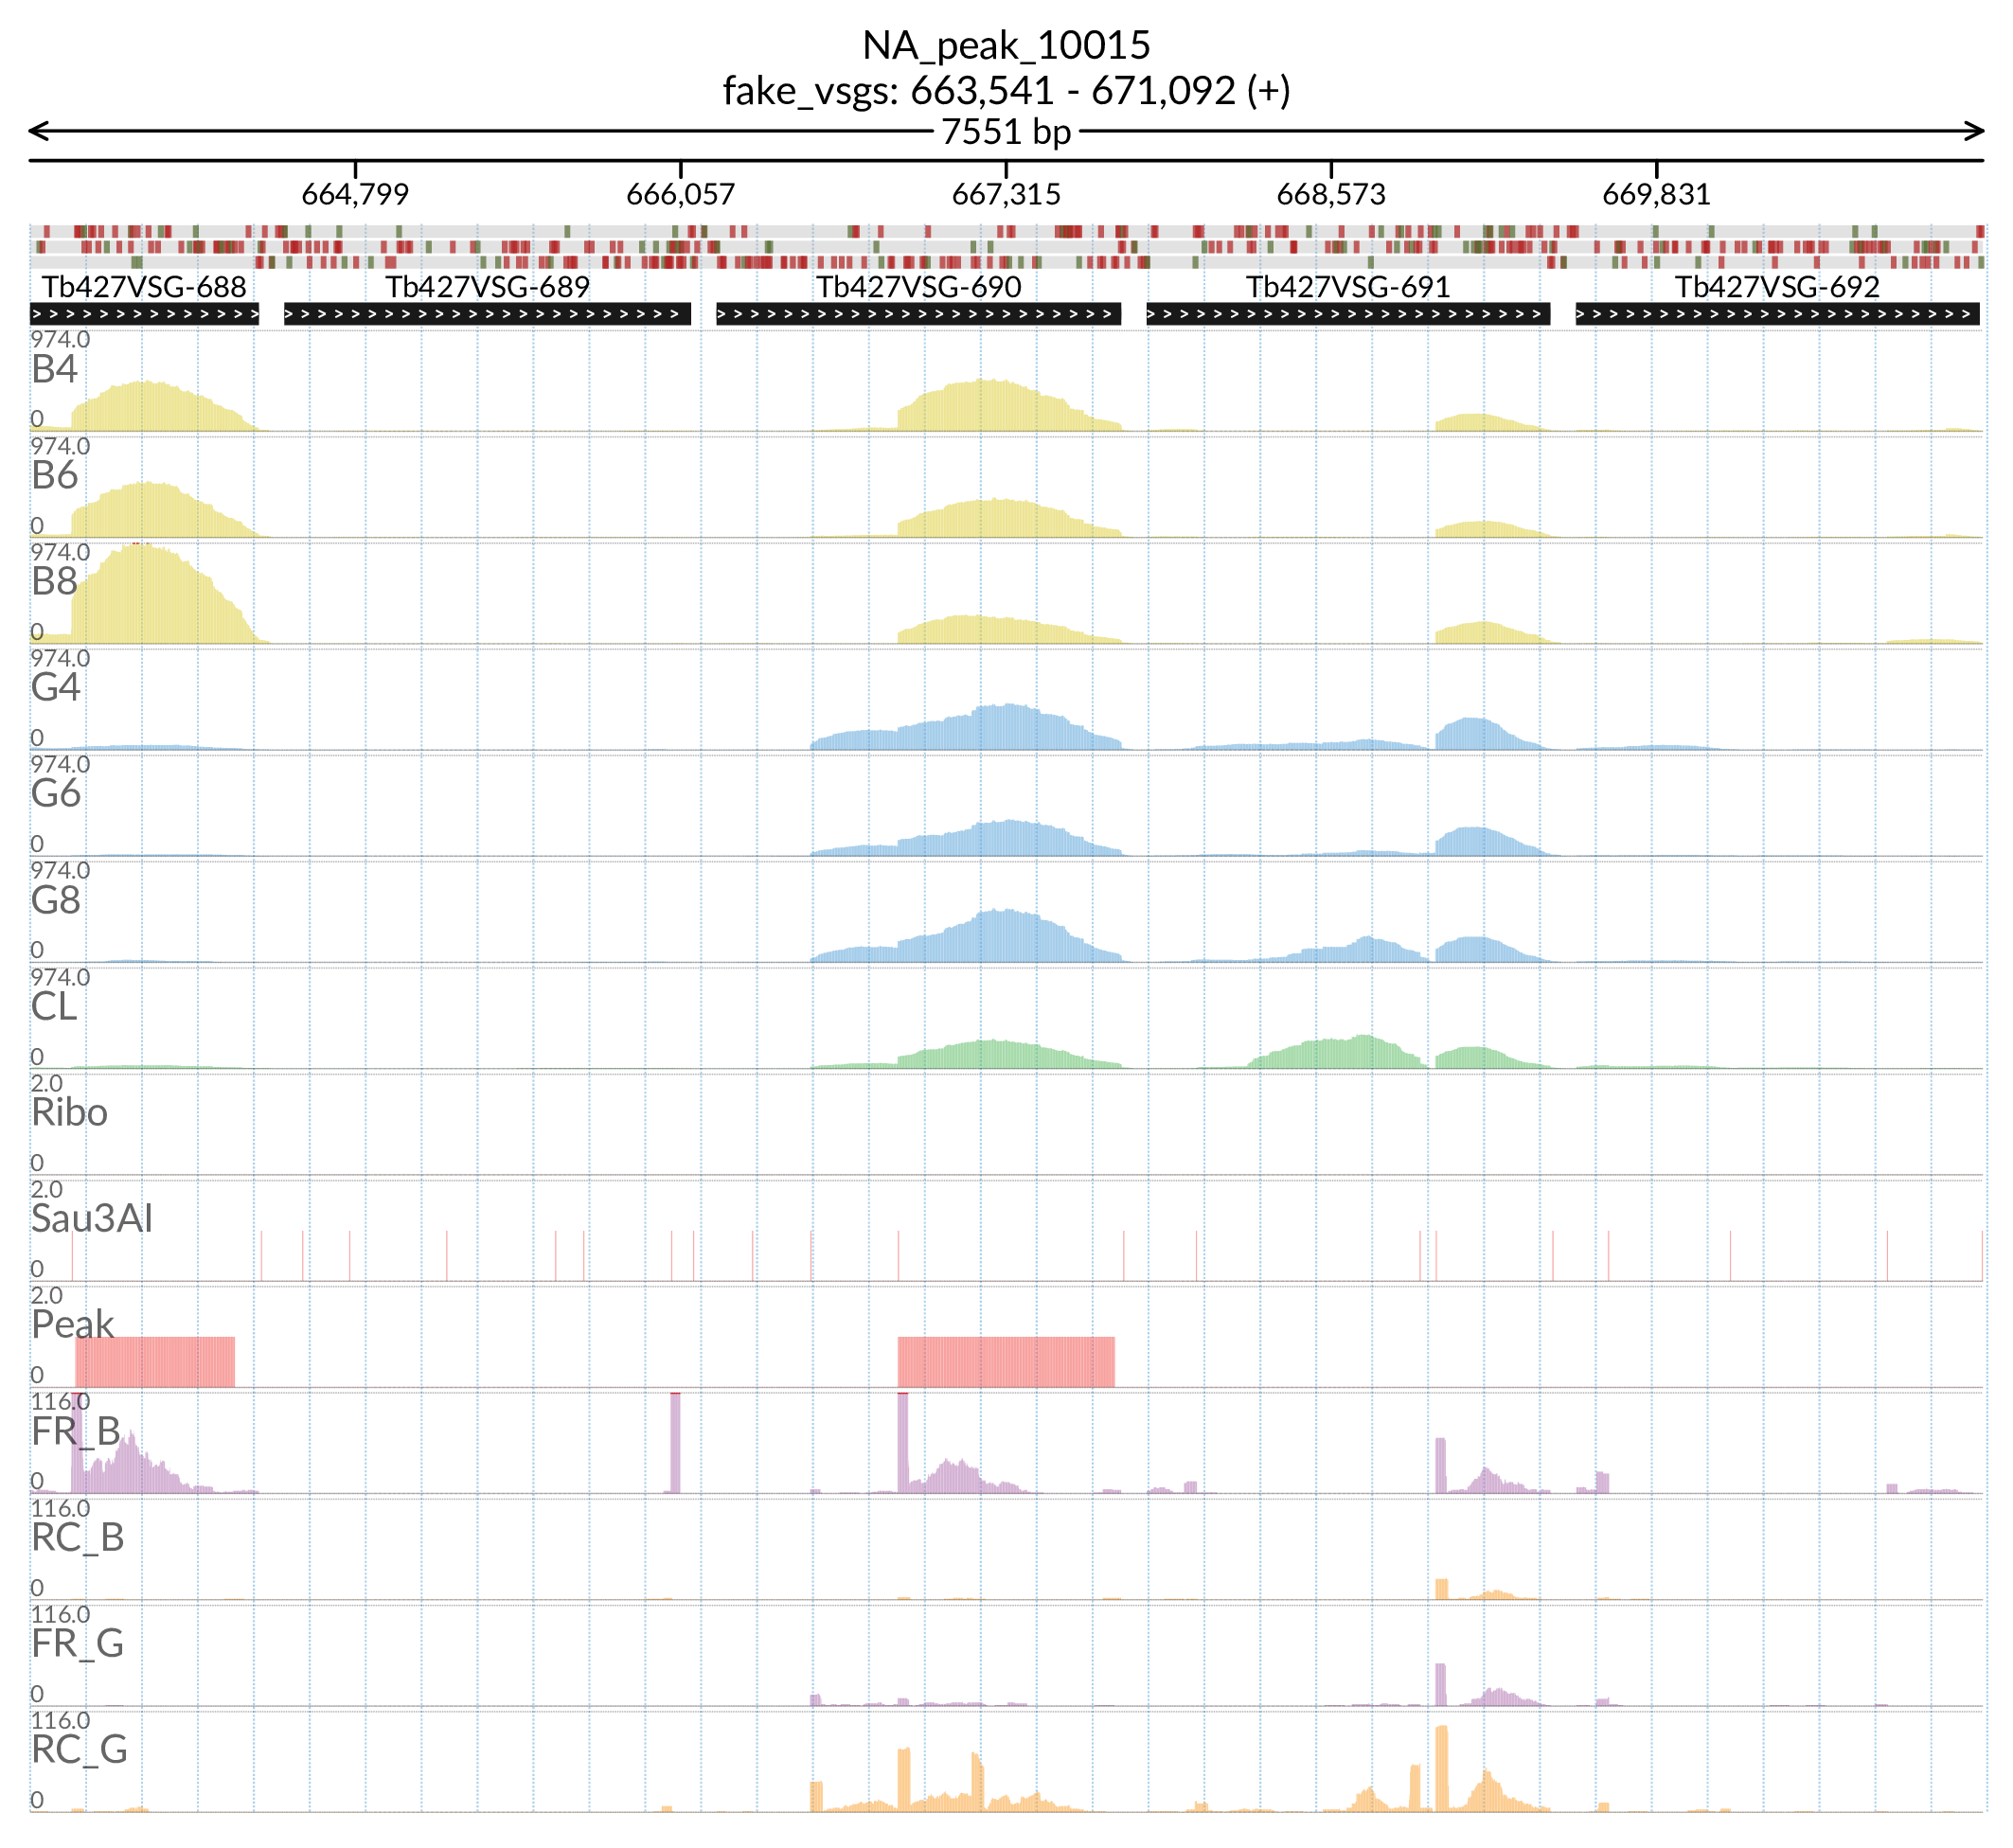 NA_peak_10015
fake_vsgs: 663,541 - 671,092 (+)
7551 bp
664,799 666,057 667,315 668,573 669,831
Tb427VSG-688 Tb427VSG-689 Tb427VSG-690 Tb427VSG-691 Tb427VSG-692
974.0
B4
0
974.0
B6
0
974.0
B8
0
974.0
G4
0
974.0
G6
0
974.0
G8
0
974.0
CL
0
2.0
Ribo
0
2.0
Sau3AI
0
2.0
Peak
0
116.0
FR_B
0
116.0
RC_B
0
116.0
FR_G
0
116.0
RC_G
0